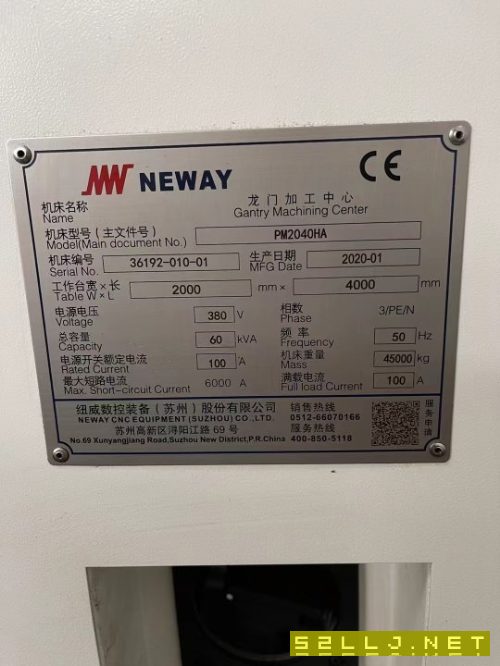 NEWAY
CE
机床名称 龙门加工中心
Name Gantry Machining Center
机床型号 (主文件号)
Model(Main document No.) PM2040HA
机床编号 36192-010-01 生产日期 2020-01
Serial No. MFG Date
工作台宽×长 2000 mm× 4000 mm
Table W×L
电源电压 380 V 相数 3/PE/N
Voltage Phase
总容量 60 kVA 频率 50 Hz
Capacity Frequency
电源开关额定电流 100 A 机床重量 45000 kg
Rated Current Mass
最大短路电流 6000 A 满载电流 100 A
Max. Short-circuit Current Full load Current
纽威数控装备(苏州)股份有限公司 销售热线
NEWAY CNC EQUIPMENT (SUZHOU) CO.,LTD. 0512-66070166
苏州高新区浔阳江路 69 号 服务热线
No.69 Xunyangjiang Road,Suzhou New District,P.R.China 400-850-5118
服务申请
52LLJ.NET